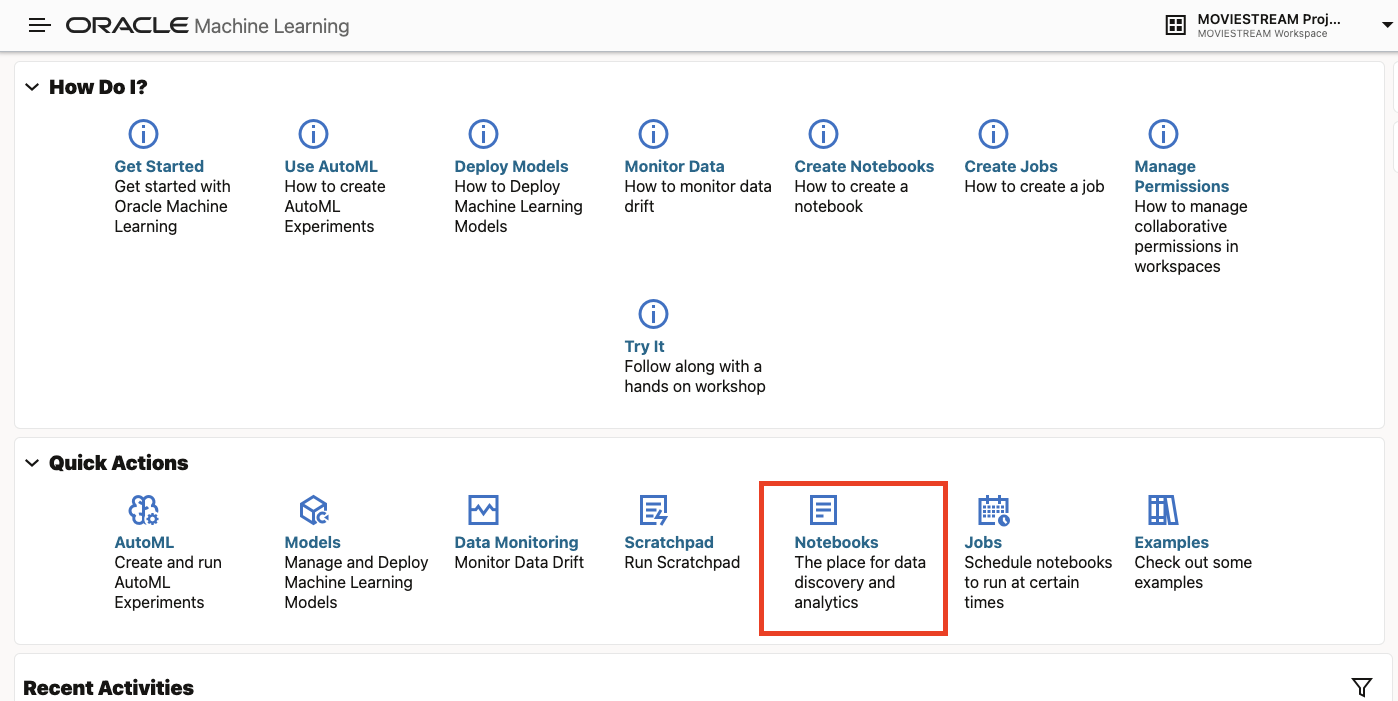 ORACLE Machine Learning
MOVIESTREAM Proj...
MOVIESTREAM Workspace
How Do I?
Get Started
Get started with
Oracle Machine
Learning
Use AutoML
How to create
AutoML
Experiments
Deploy Models
How to Deploy
Machine Learning
Models
Monitor Data
How to monitor data
drift
Create Notebooks
How to create a
notebook
Create Jobs
How to create a job
Manage
Permissions
How to manage
collaborative
permissions in
workspaces
Try It
Follow along with a
hands on workshop
Quick Actions
AutoML
Create and run
AutoML
Experiments
Models
Manage and Deploy
Machine Learning
Models
Data Monitoring
Monitor Data Drift
Scratchpad
Run Scratchpad
Notebooks
The place for data
discovery and
analytics
Jobs
Schedule notebooks
to run at certain
times
Examples
Check out some
examples
Recent Activities